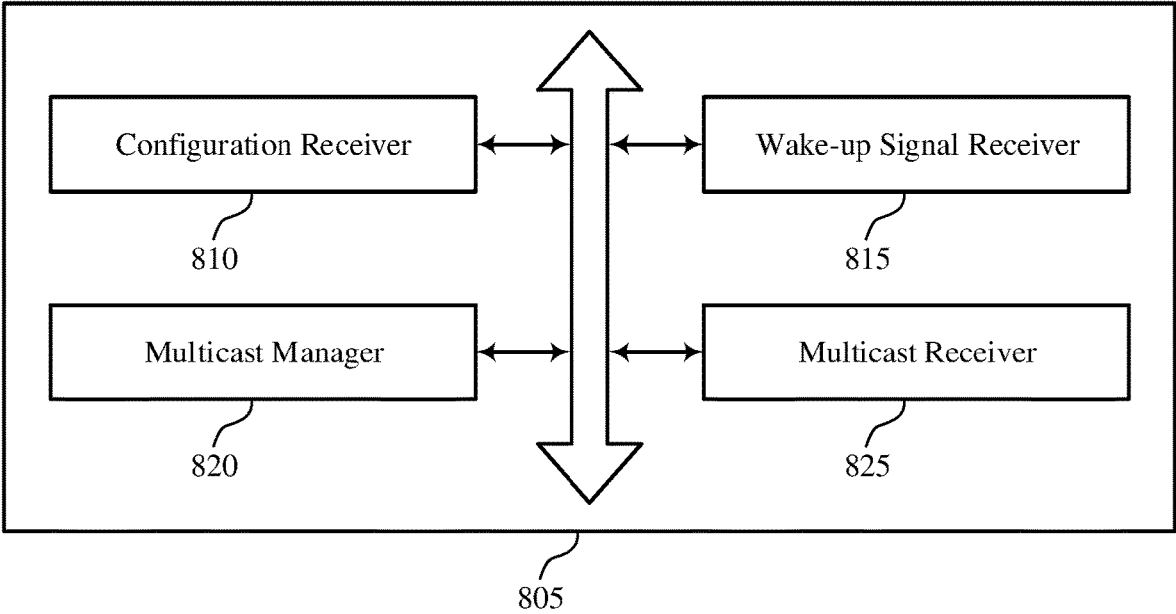 Configuration Receiver
Wake-up Signal Receiver
810
815
Multicast Manager
Multicast Receiver
820
825
805